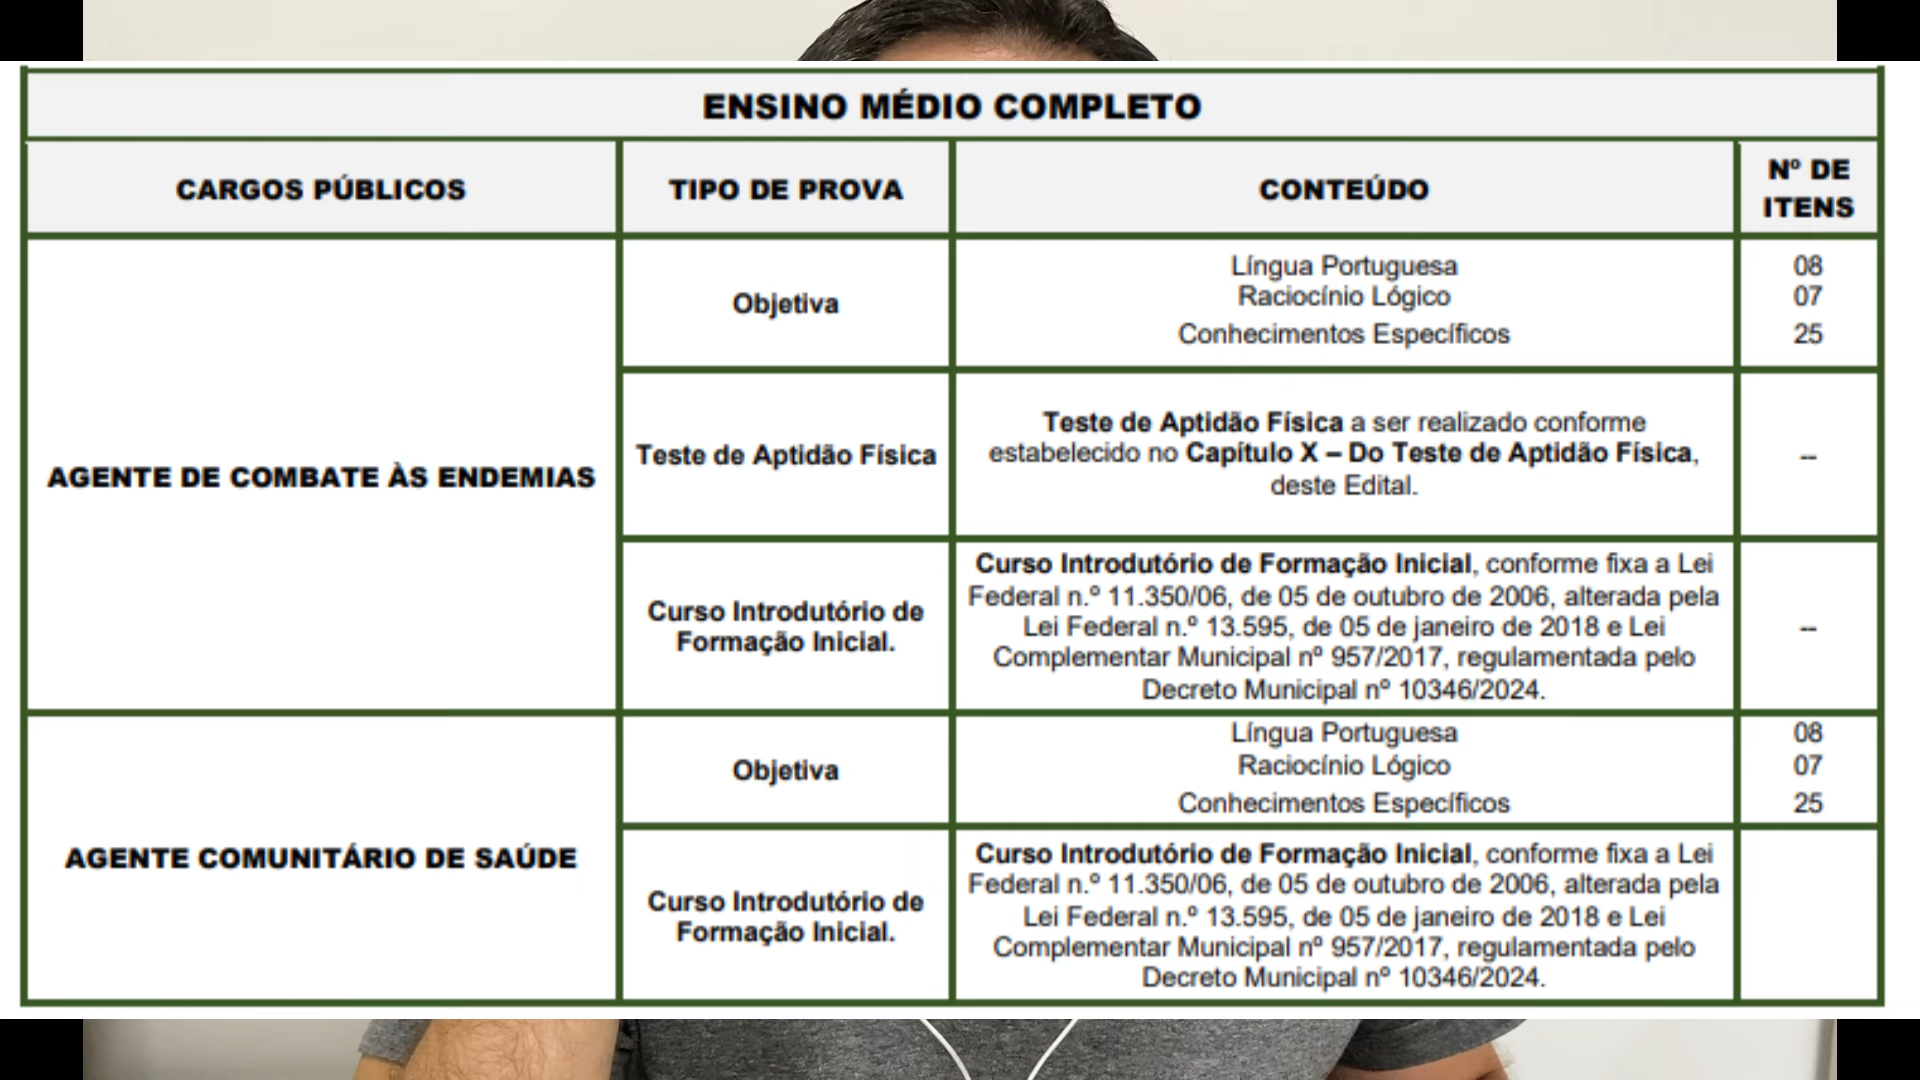 ENSINO MÉDIO COMPLETO
CARGOS PÚBLICOS
TIPO DE PROVA
CONTEÚDO
Nº DE
ITENS
AGENTE DE COMBATE ÀS ENDEMIAS
Objetiva
Língua Portuguesa
08
Raciocínio Lógico
07
Conhecimentos Específicos
25
Teste de Aptidão Física
Teste de Aptidão Física a ser realizado conforme
estabelecido no Capítulo X – Do Teste de Aptidão Física,
deste Edital.
--
Curso Introdutório de
Formação Inicial.
Curso Introdutório de Formação Inicial, conforme fixa a Lei
Federal n.º 11.350/06, de 05 de outubro de 2006, alterada pela
Lei Federal n.º 13.595, de 05 de janeiro de 2018 e Lei
Complementar Municipal nº 957/2017, regulamentada pelo
Decreto Municipal nº 10346/2024.
--
AGENTE COMUNITÁRIO DE SAÚDE
Objetiva
Língua Portuguesa
08
Raciocínio Lógico
07
Conhecimentos Específicos
25
Curso Introdutório de
Formação Inicial.
Curso Introdutório de Formação Inicial, conforme fixa a Lei
Federal n.º 11.350/06, de 05 de outubro de 2006, alterada pela
Lei Federal n.º 13.595, de 05 de janeiro de 2018 e Lei
Complementar Municipal nº 957/2017, regulamentada pelo
Decreto Municipal nº 10346/2024.